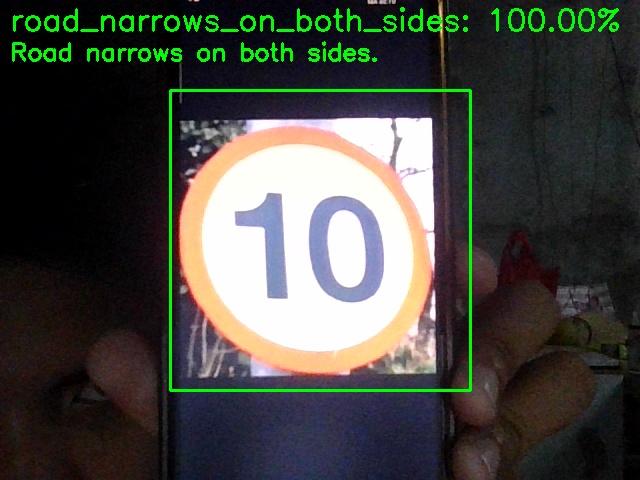 road_narrows_on_both_sides: 100.00%
Road narrows on both sides.
10